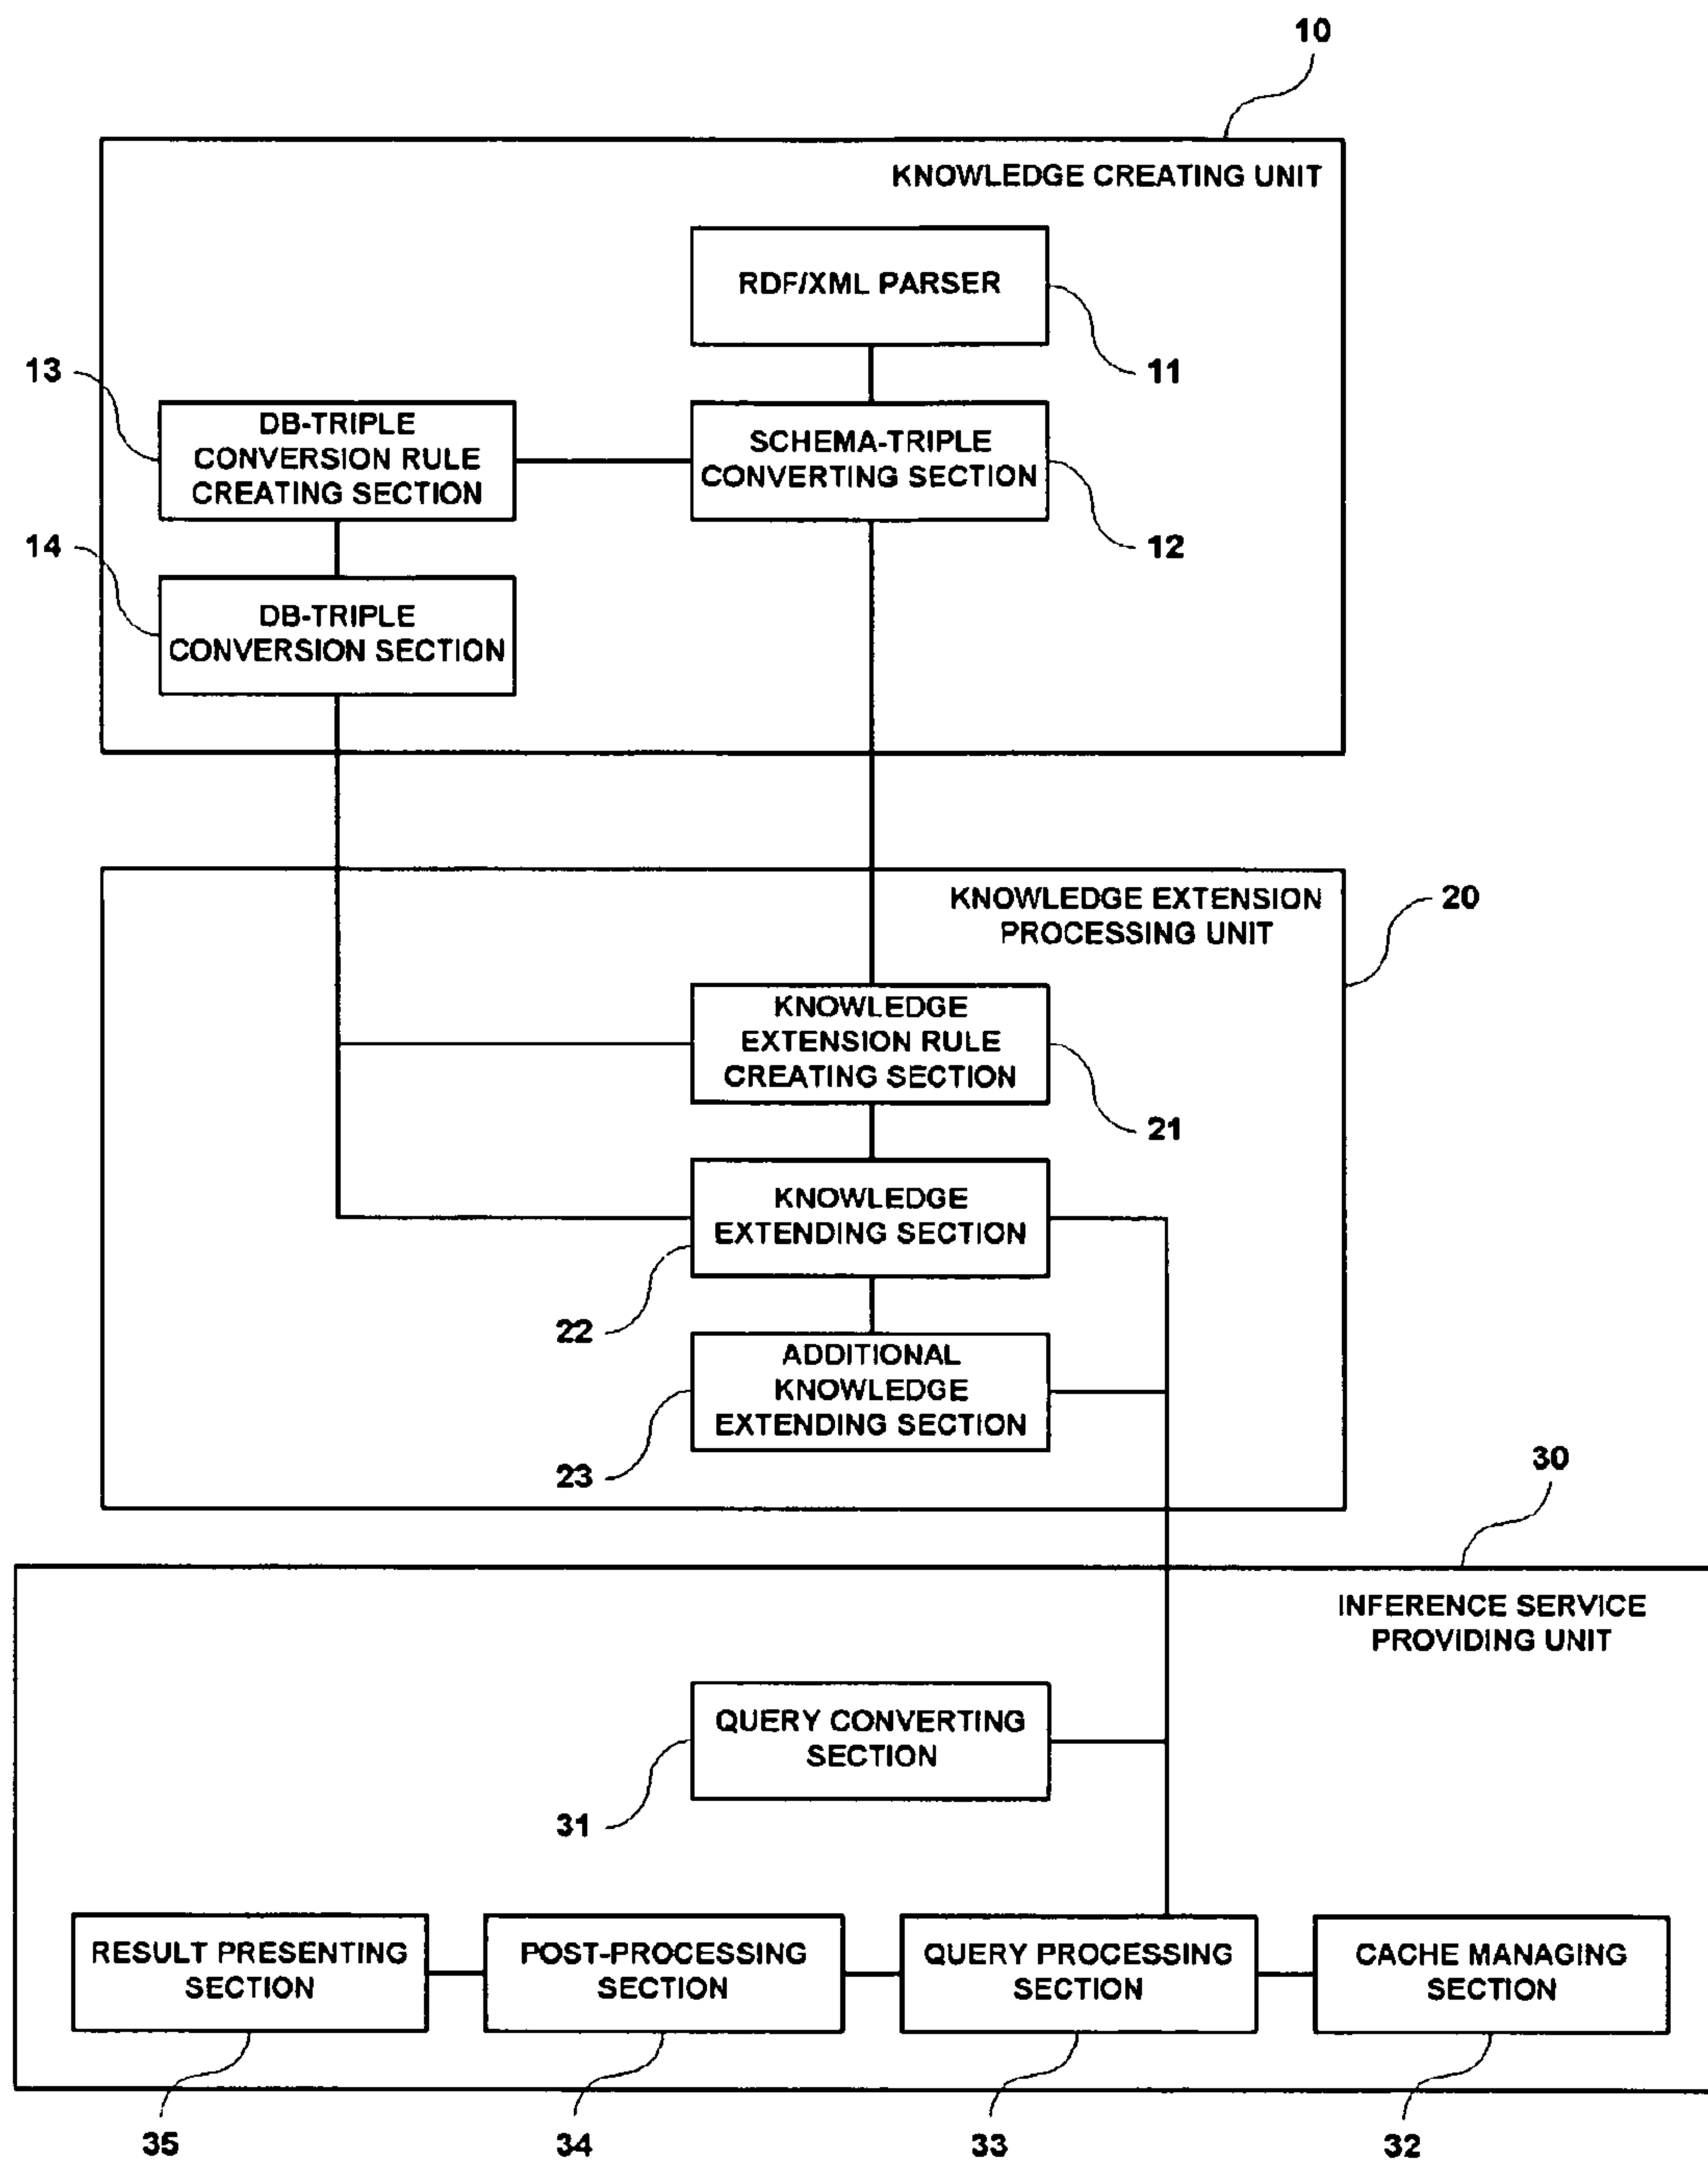 10
KNOWLEDGE CREATING UNIT
RDF/XML PARSER
11
13
DB-TRIPLE
CONVERSION RULE
CREATING SECTION
SCHEMA-TRIPLE
CONVERTING SECTION
12
14
DB-TRIPLE
CONVERSION SECTION
KNOWLEDGE EXTENSION
PROCESSING UNIT
20
KNOWLEDGE
EXTENSION RULE
CREATING SECTION
21
KNOWLEDGE
EXTENDING SECTION
22
ADDITIONAL
KNOWLEDGE
EXTENDING SECTION
23
30
INFERENCE SERVICE
PROVIDING UNIT
QUERY CONVERTING
SECTION
31
RESULT PRESENTING
SECTION
POST-PROCESSING
SECTION
QUERY PROCESSING
SECTION
CACHE MANAGING
SECTION
35
34
33
32